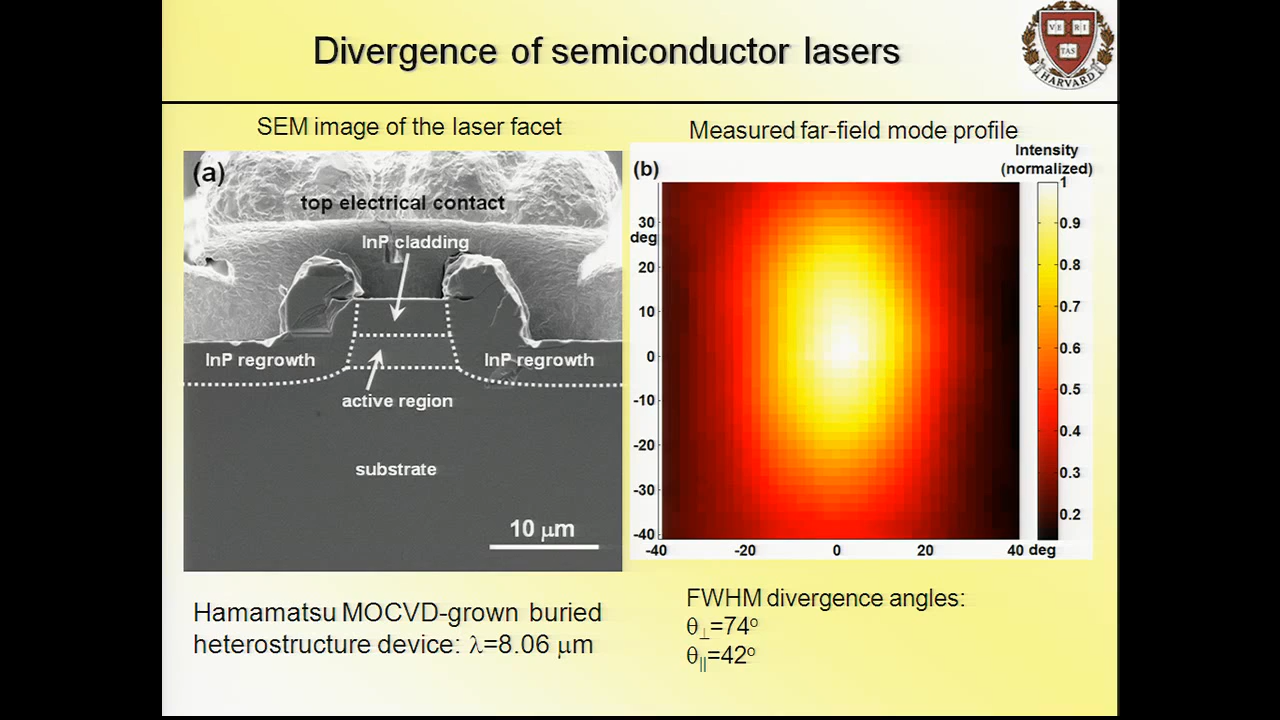 Divergence of semiconductor lasers
VE RI
TAS
HARVARD
SEM image of the laser facet
(a)
top electrical contact
InP cladding
InP regrowth
InP regrowth
active region
substrate
10 μm
Measured far-field mode profile
(b)
Intensity
(normalized)
30
deg
20
10
0
-10
-20
-30
-40
-40 -20 0 20 40 deg
1
0.9
0.8
0.7
0.6
0.5
0.4
0.3
0.2
Hamamatsu MOCVD-grown buried
heterostructure device: λ=8.06 μm
FWHM divergence angles:
θ⊥=74°
θ||=42°